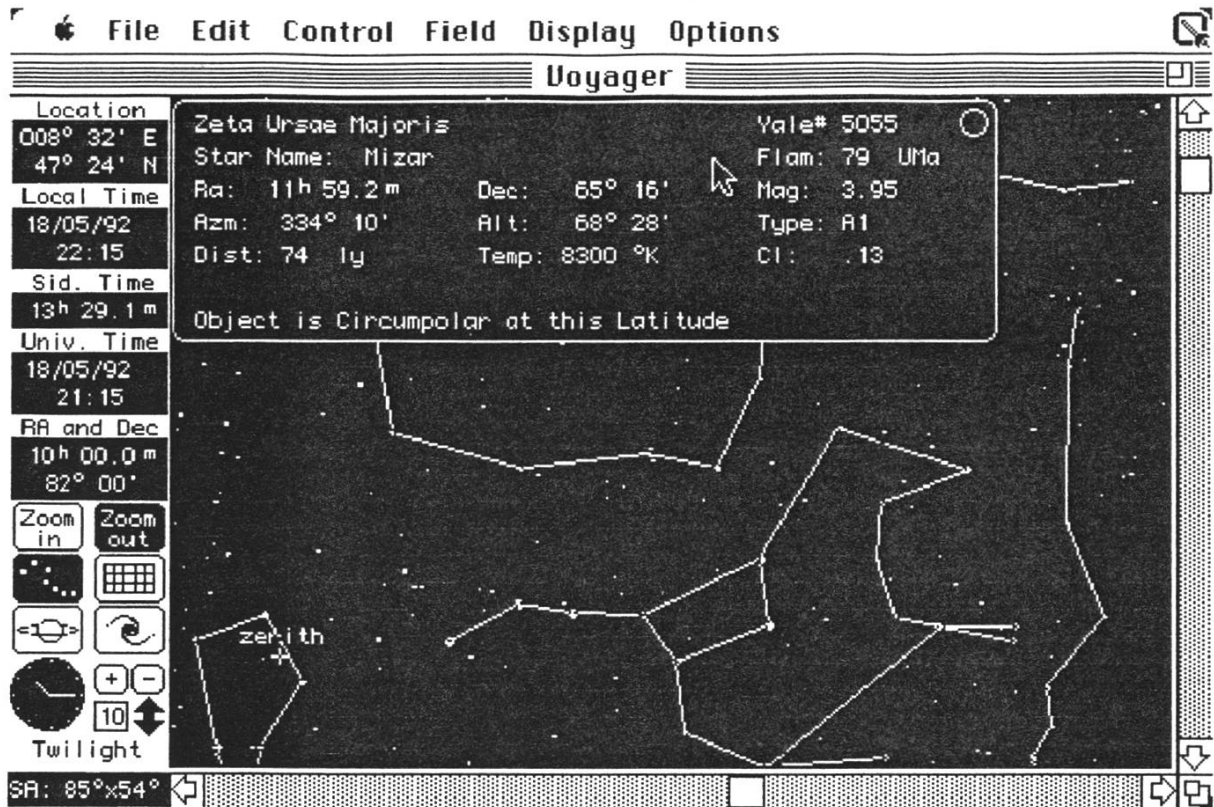 File Edit Control Field Display Options
Voyager
Location
008° 32' E
47° 24' N
Local Time
18/05/92
22:15
Sid. Time
13h 29.1 m
Univ. Time
18/05/92
21:15
RA and Dec
10h 00.0 m
82° 00'
Zoom in
Zoom out
+ -
10
Twilight
SA: 85°x54°
Zeta Ursae Majoris Yale# 5055
Star Name: Mizar Flam: 79 UMa
Ra: 11h 59.2 m Dec: 65° 16' Mag: 3.95
Azm: 334° 10' Alt: 68° 28' Type: A1
Dist: 74 ly Temp: 8300 °K CI: .13
Object is Circumpolar at this Latitude
zenith